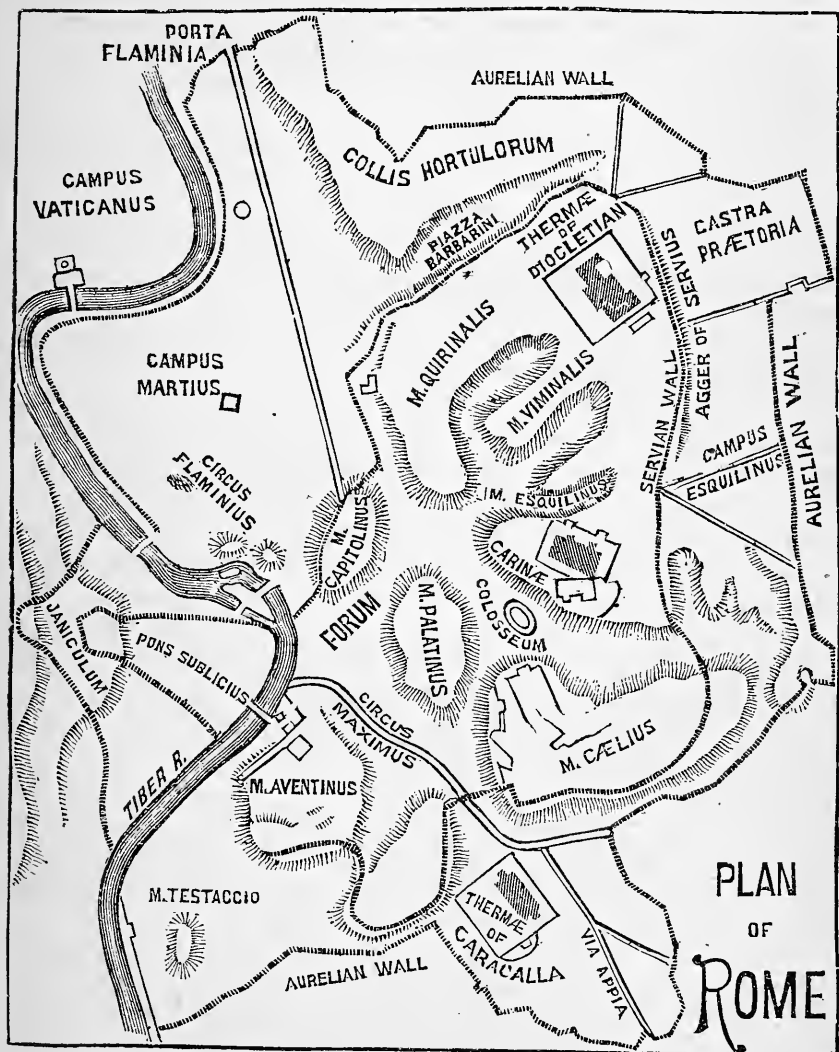 PORTA
FLAMINIA
AURELIAN WALL
COLLIS HORTULORUM
CAMPUS
VATICANUS
PIAZZA
BARBARINI
THERMÆ
OF
DIOCLETIAN
CASTRA
PRÆTORIA
AGGER OF SERVIUS
SERVIAN WALL
AURELIAN WALL
CAMPUS
MARTIUS
M. QUIRINALIS
M. VIMINALIS
CAMPUS
ESQUILINUS
CIRCUS
FLAMINIUS
M. ESQUILINUS
M.
CAPITOLINUS
CARINÆ
COLOSSEUM
FORUM
M. PALATINUS
JANICULUM
PONS SUBLICIUS
CIRCUS
MAXIMUS
M. CÆLIUS
TIBER R.
M. AVENTINUS
M. TESTACCIO
THERMÆ
OF
CARACALLA
AURELIAN WALL
VIA APPIA
PLAN
OF
ROME